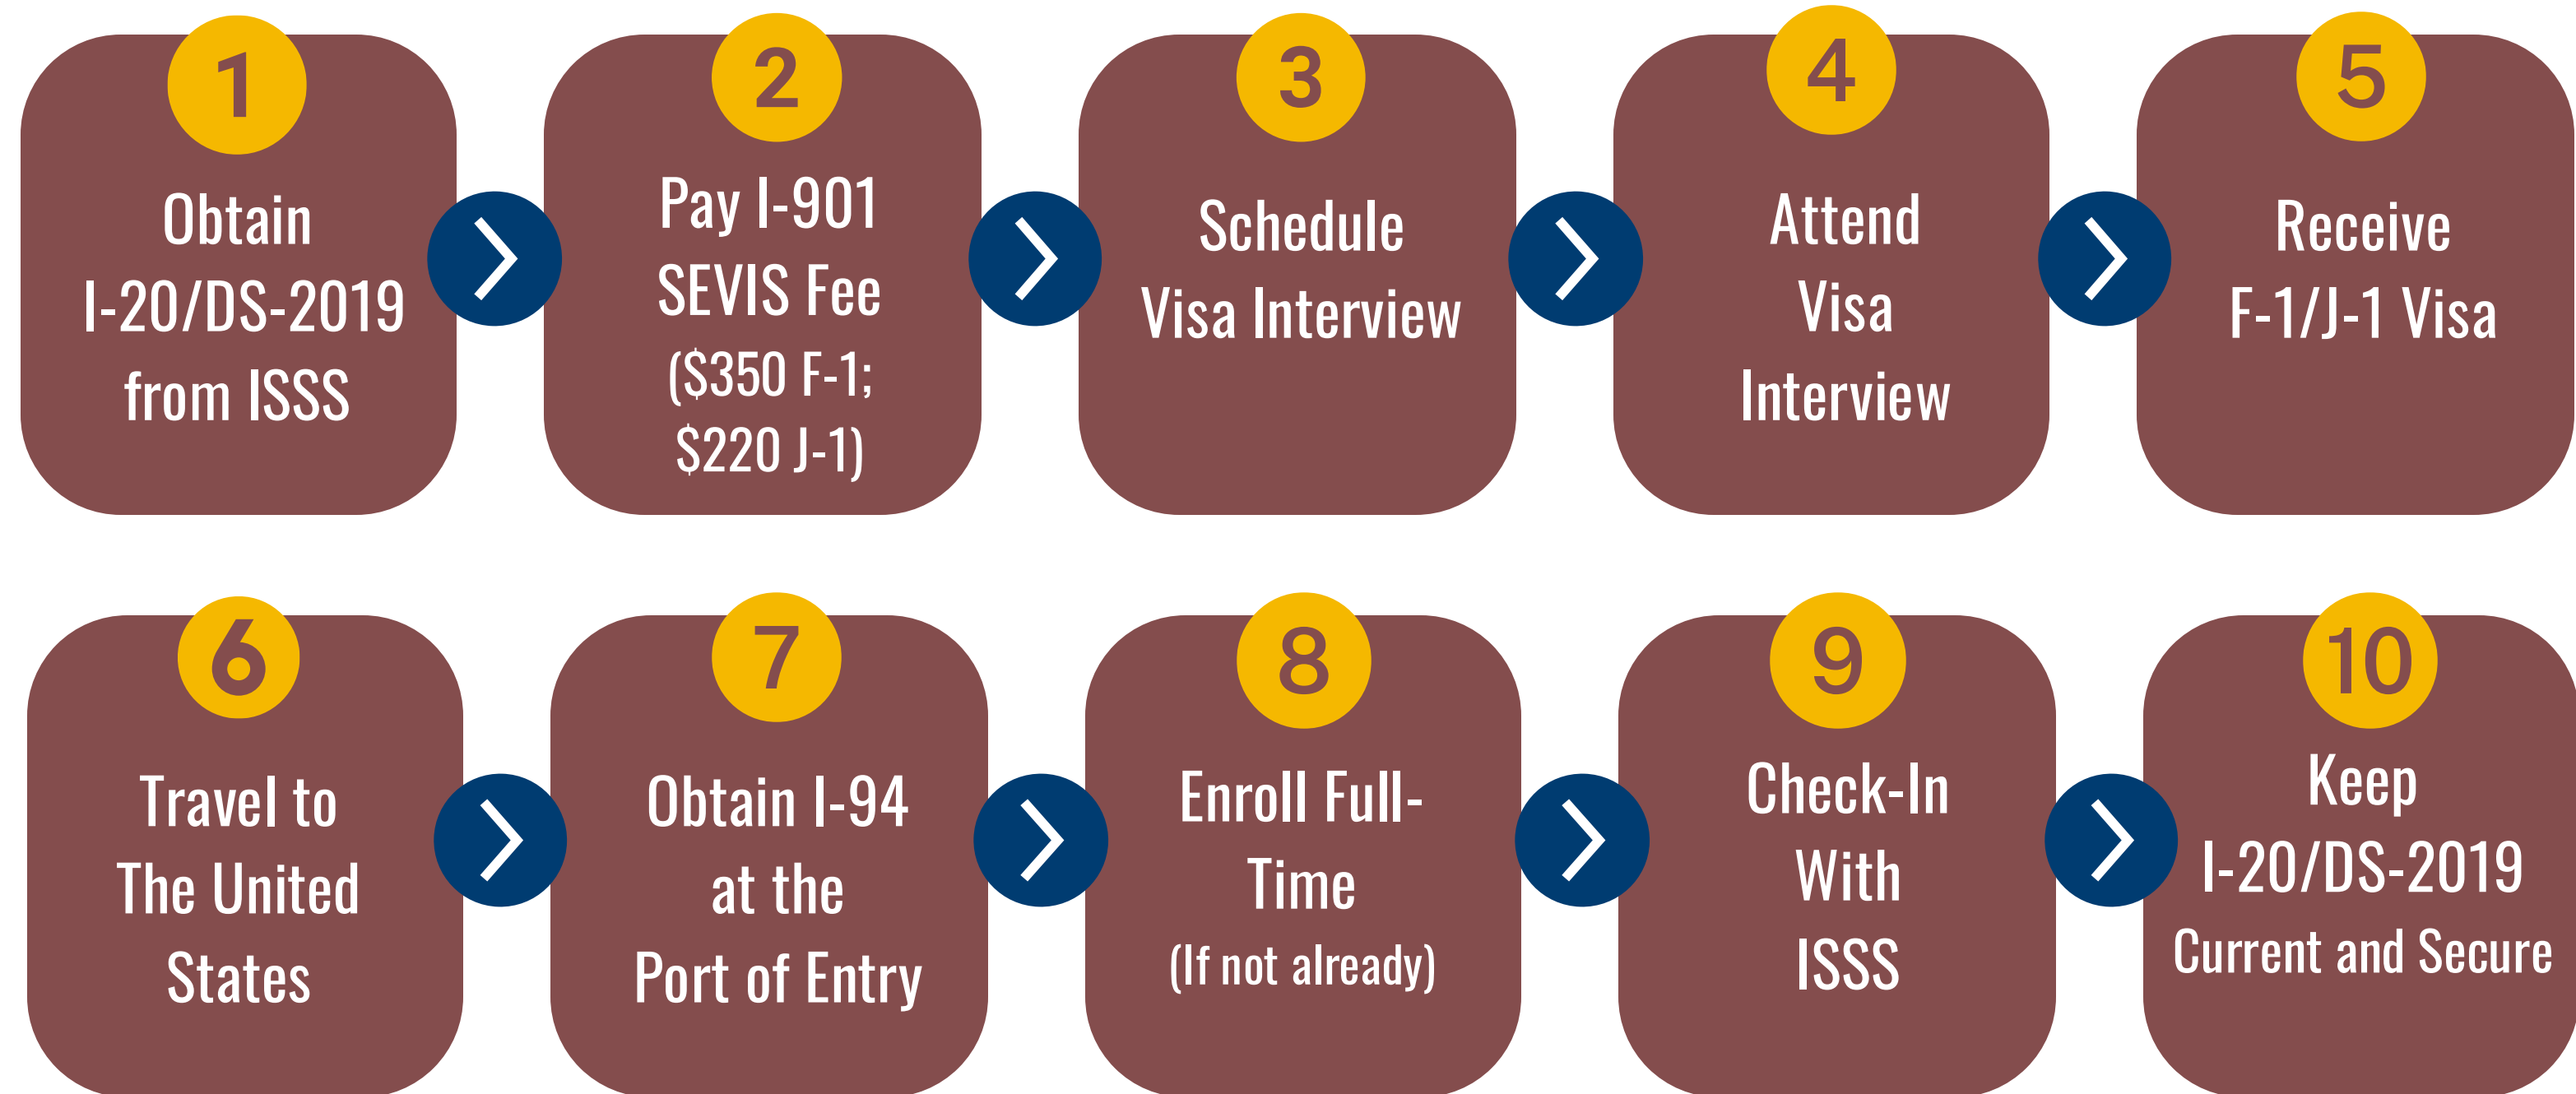 1
Obtain
I-20/DS-2019
from ISSS
2
Pay I-901
SEVIS Fee
($350 F-1;
$220 J-1)
3
Schedule
Visa Interview
4
Attend
Visa
Interview
5
Receive
F-1/J-1 Visa
6
Travel to
The United
States
7
Obtain I-94
at the
Port of Entry
8
Enroll Full-
Time
(If not already)
9
Check-In
With
ISSS
10
Keep
I-20/DS-2019
Current and Secure